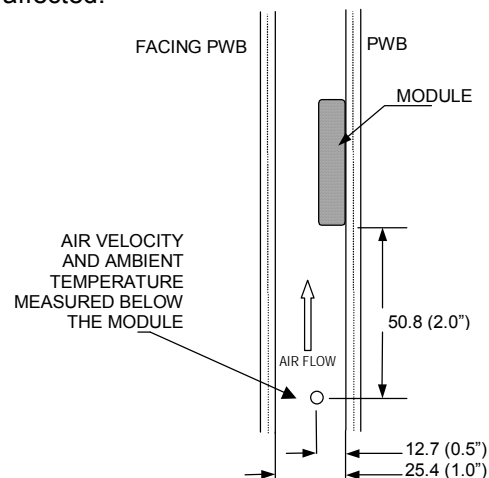 affected.
FACING PWB
PWB
MODULE
AIR VELOCITY
AND AMBIENT
TEMPERATURE
MEASURED BELOW
THE MODULE
AIR FLOW
50.8 (2.0”)
12.7 (0.5”)
25.4 (1.0”)